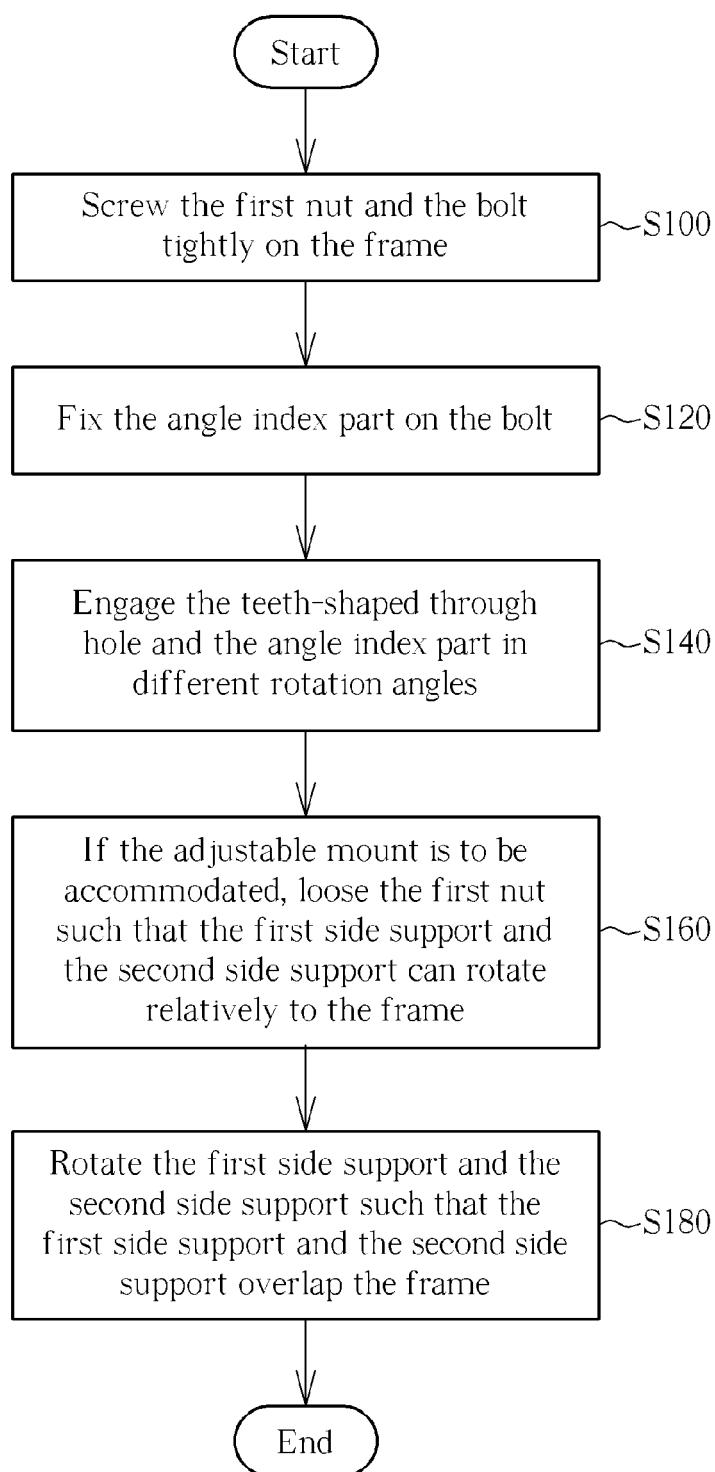 Start
Screw the first nut and the bolt
tightly on the frame
S100
Fix the angle index part on the bolt
S120
Engage the teeth-shaped through
hole and the angle index part in
different rotation angles
S140
If the adjustable mount is to be
accommodated, loose the first nut
such that the first side support and
the second side support can rotate
relatively to the frame
S160
Rotate the first side support and the
second side support such that the
first side support and the second side
support overlap the frame
S180
End